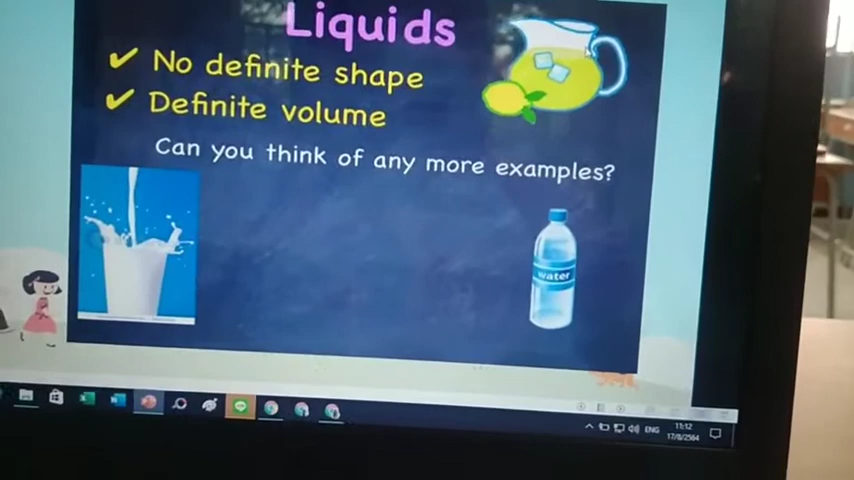 Liquids
✔ No definite shape
✔ Definite volume
Can you think of any more examples?
water
ENG
11:12
17/8/2564